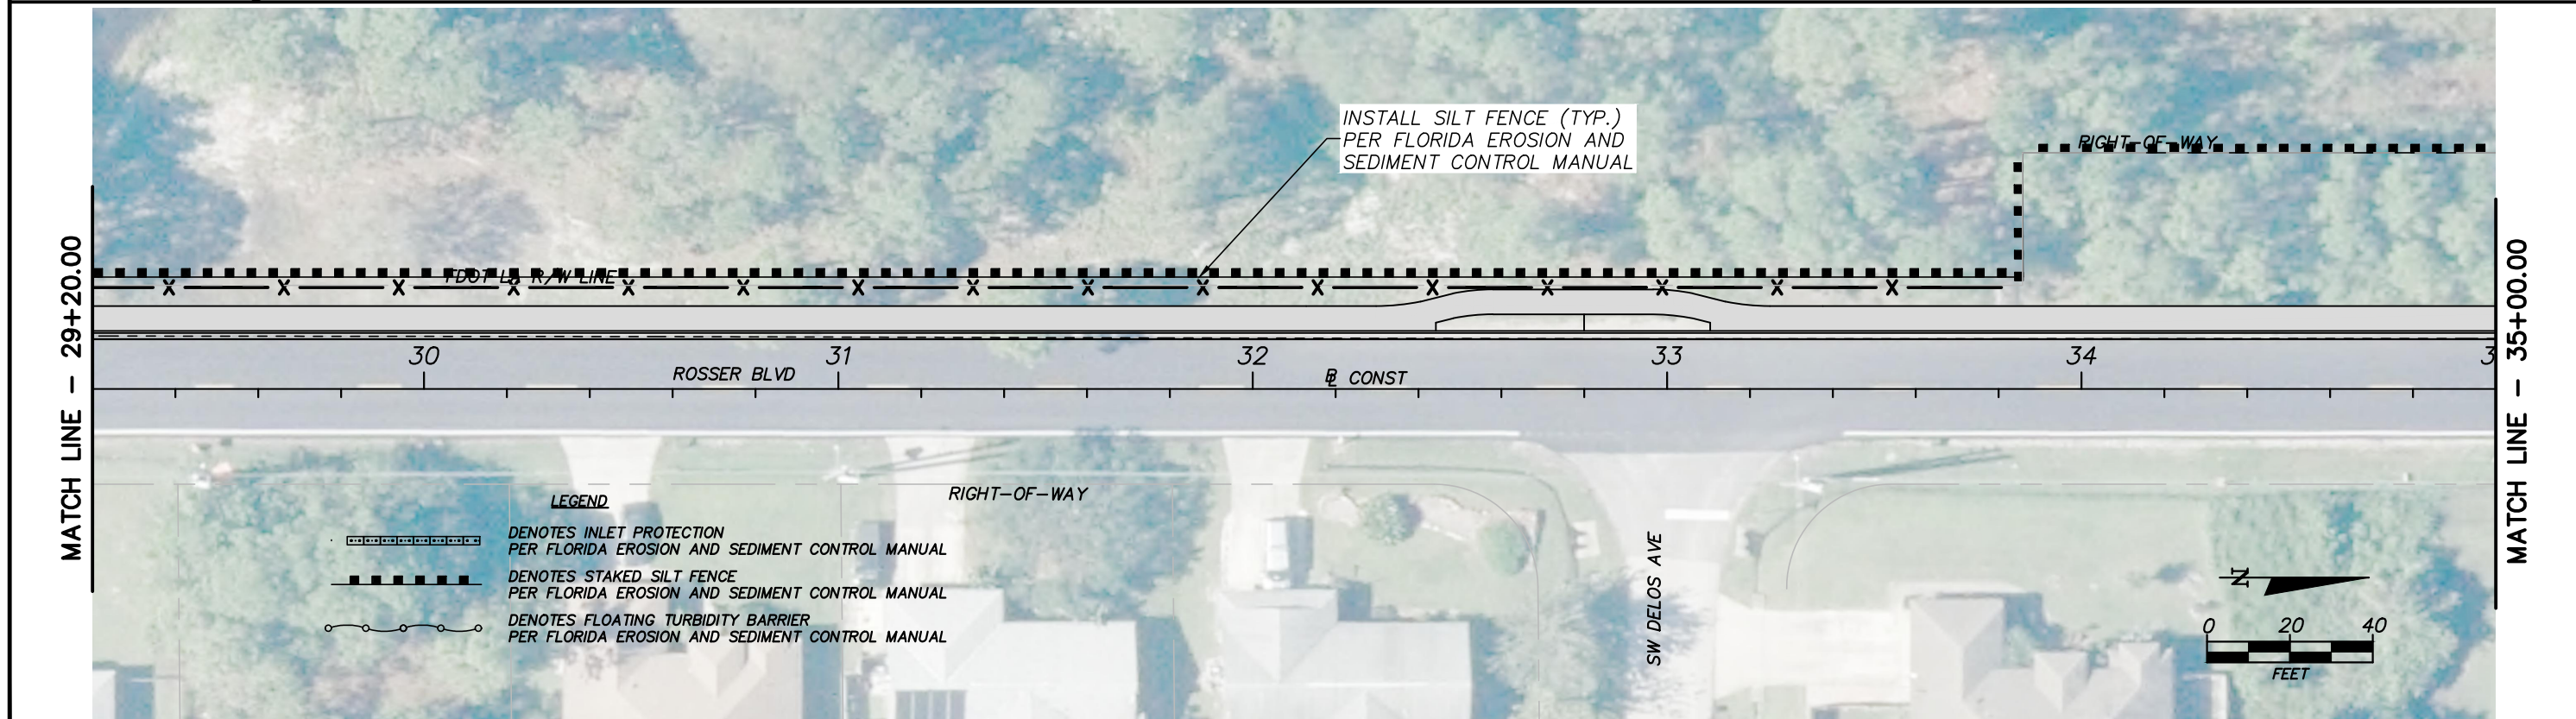 INSTALL SILT FENCE (TYP.)
PER FLORIDA EROSION AND
SEDIMENT CONTROL MANUAL
RIGHT-OF-WAY
FDOT LA R/W LINE
MATCH LINE - 29+20.00
MATCH LINE - 35+00.00
30
31
32
33
34
3
ROSSER BLVD
BL CONST
RIGHT-OF-WAY
LEGEND
DENOTES INLET PROTECTION
PER FLORIDA EROSION AND SEDIMENT CONTROL MANUAL
DENOTES STAKED SILT FENCE
PER FLORIDA EROSION AND SEDIMENT CONTROL MANUAL
DENOTES FLOATING TURBIDITY BARRIER
PER FLORIDA EROSION AND SEDIMENT CONTROL MANUAL
SW DELOS AVE
N
0 20 40
FEET